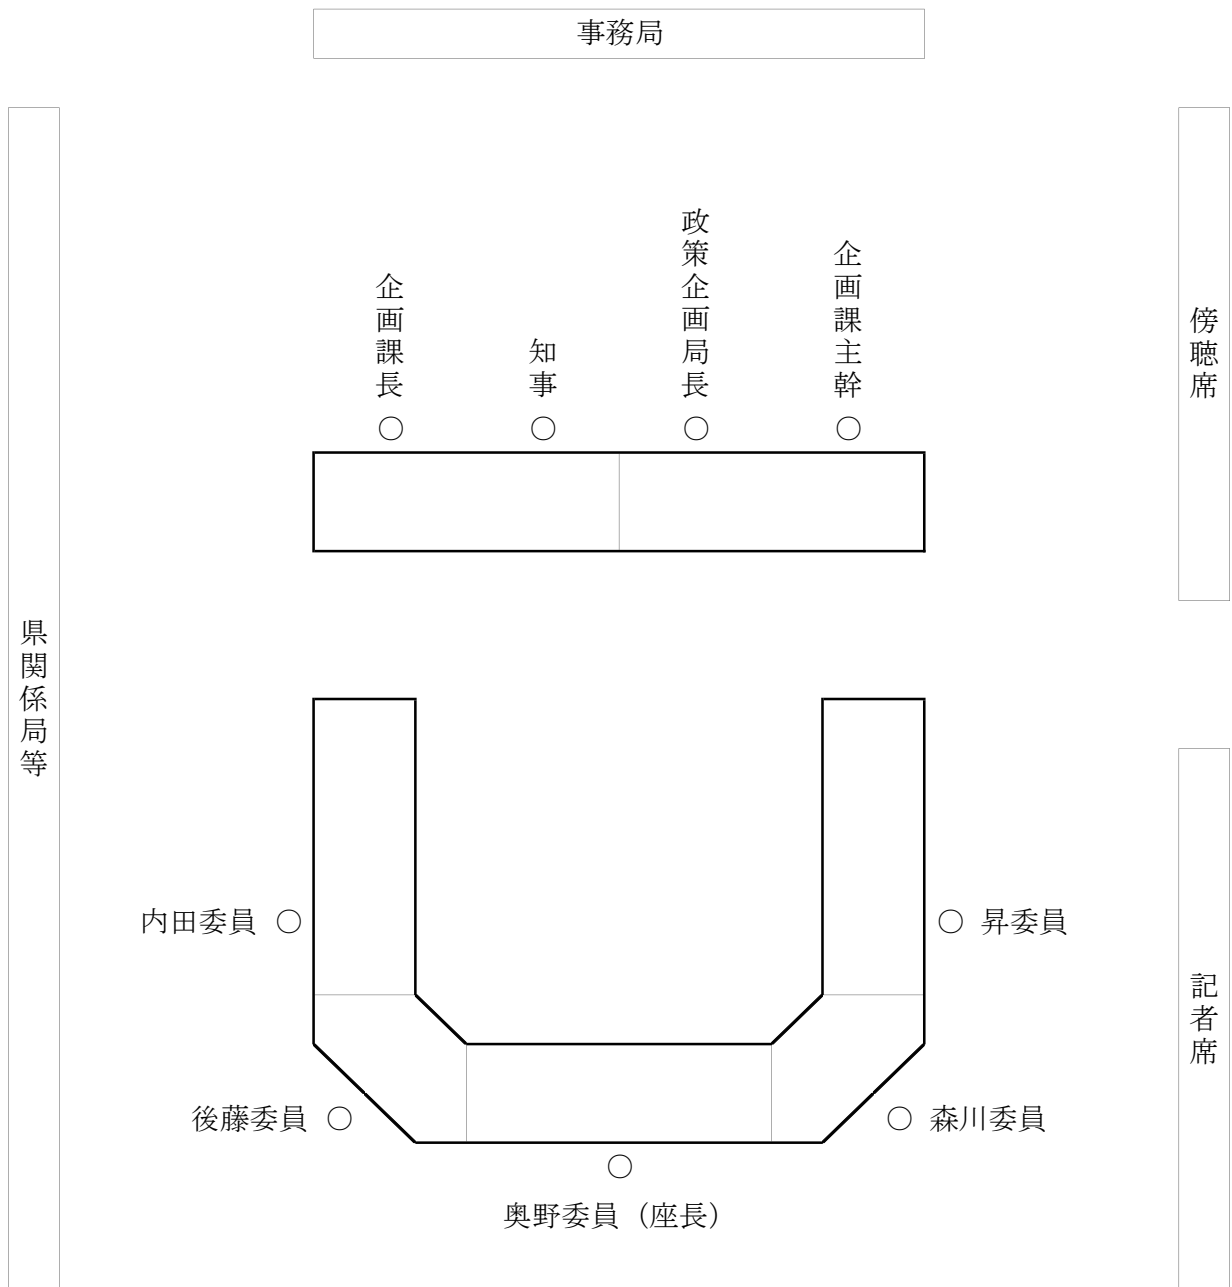 事務局
企画課長
知事
政策企画局長
企画課主幹
傍聴席
県関係局等
内田委員 ○
○ 昇委員
記者席
後藤委員 ○
○ 森川委員
奥野委員（座長）